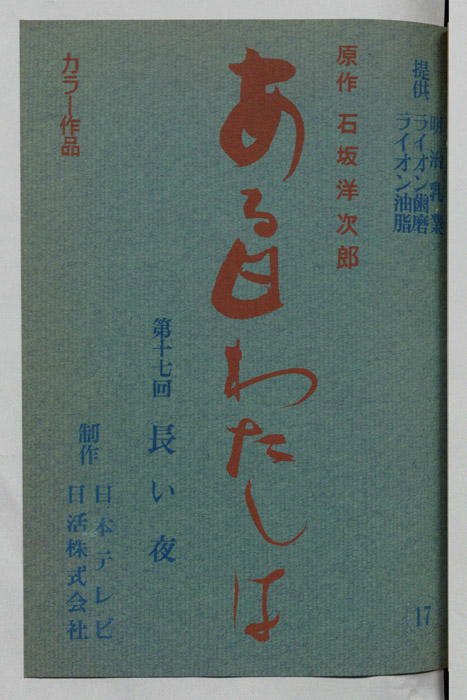 提供
明治乳業
ライオン歯磨
ライオン油脂
原作 石坂洋次郎
ある日わたしは
第十七回 長い夜
制作
日本テレビ
日活株式会社
カラー作品
17